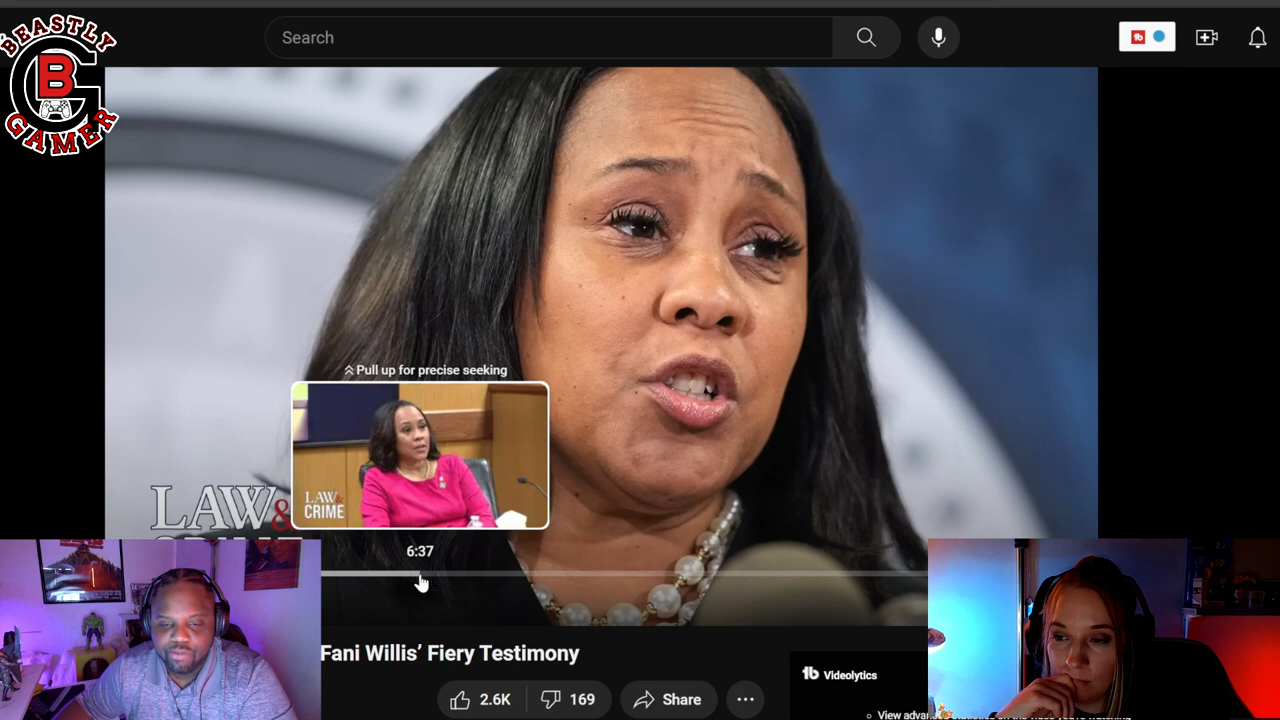 BEASTLY
B
G
GAMER
Search
Pull up for precise seeking
LAW&
CRIME
LAW&
6:37
Fani Willis’ Fiery Testimony
2.6K
169
Share
Videolytics